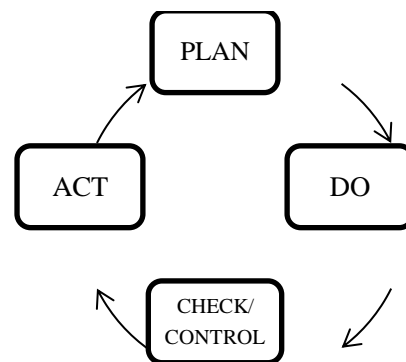 PLAN
ACT
DO
CHECK/
CONTROL